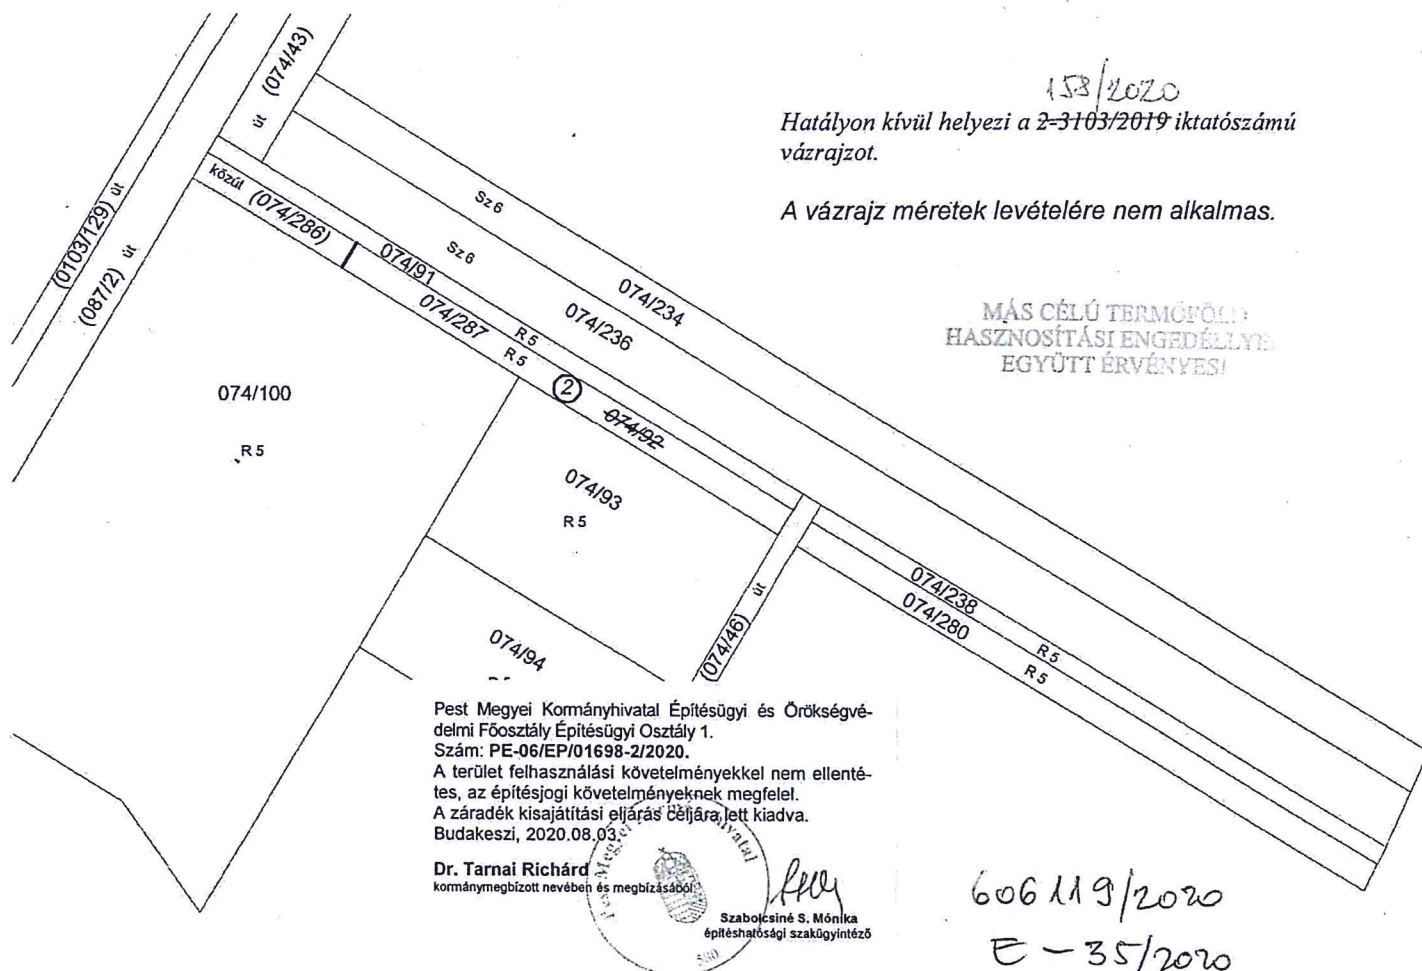 158/2020
Hatályon kívül helyezi a 2-3103/2019 iktatószámú
vázrajzot.
A vázrajz méretek levételére nem alkalmas.
MÁS CÉLÚ TERMŐFÖLD
HASZNOSÍTÁSI ENGEDÉLLYEL
EGYÜTT ÉRVÉNYES!
út (074/43)
(0103/129) út
(087/2) út
közút (074/286)
Sz 6
Sz 6
074/234
074/236
074/91
R 5
074/287
R 5
2
074/92
074/100
R 5
074/93
R 5
074/94
(074/46) út
074/238
R 5
074/280
R 5
Pest Megyei Kormányhivatal Építésügyi és Örökségvé-
delmi Főosztály Építésügyi Osztály 1.
Szám: PE-06/EP/01698-2/2020.
A terület felhasználási követelményekkel nem ellenté-
tes, az építésjogi követelményeknek megfelel.
A záradék kisajátítási eljárás céljára lett kiadva.
Budakeszi, 2020.08.03.
Dr. Tarnai Richárd
kormánymegbízott nevében és megbízásából:
Szabolcsiné S. Mónika
építéshatósági szakügyintéző
Pest Megyei Kormányhivatal
606119/2020
E - 35/2020